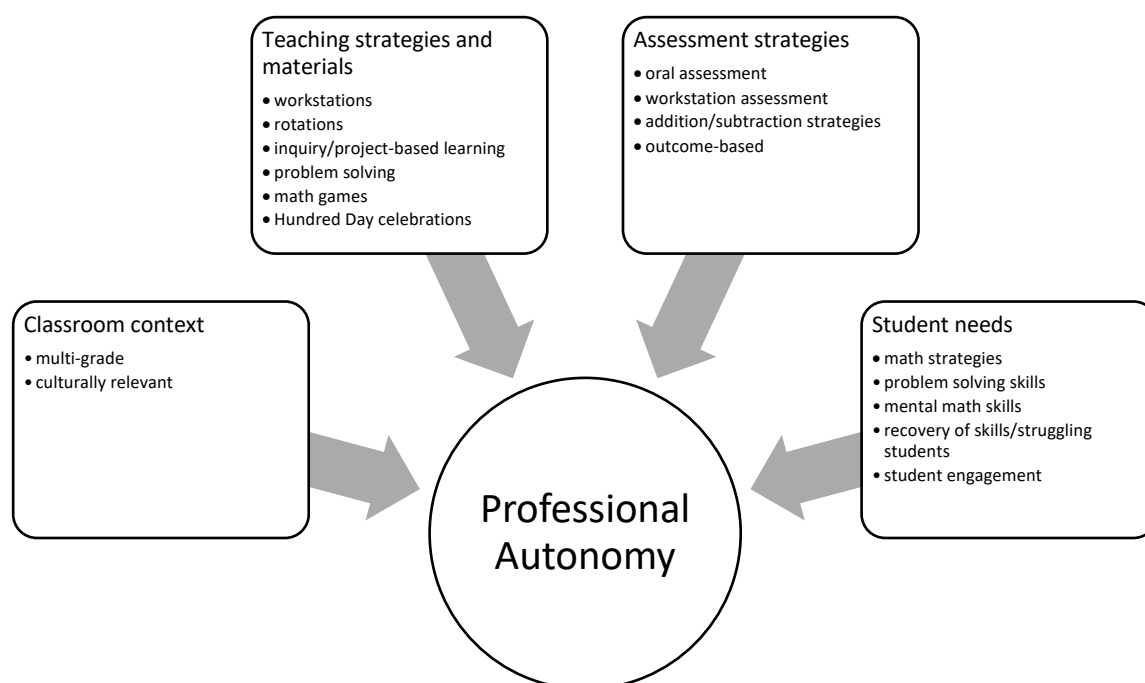 Teaching strategies and
materials
• workstations
• rotations
• inquiry/project-based learning
• problem solving
• math games
• Hundred Day celebrations
Assessment strategies
• oral assessment
• workstation assessment
• addition/subtraction strategies
• outcome-based
Classroom context
• multi-grade
• culturally relevant
Student needs
• math strategies
• problem solving skills
• mental math skills
• recovery of skills/struggling
students
• student engagement
Professional
Autonomy